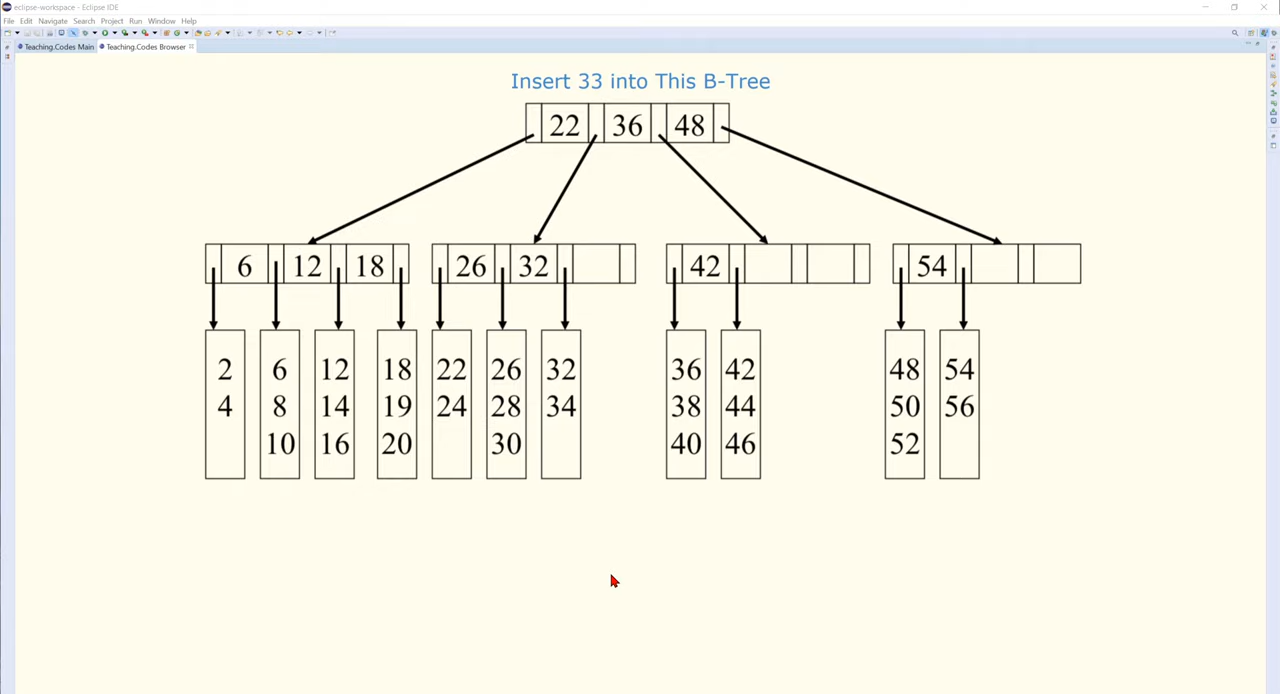 eclipse-workspace - Eclipse IDE
File Edit Navigate Search Project Run Window Help
Teaching.Codes Main Teaching.Codes Browser
Insert 33 into This B-Tree
22 36 48
6 12 18 26 32 42 54
2 6 12 18 22 26 32 36 42 48 54
4 8 14 19 24 28 34 38 44 50 56
10 16 20 30 40 46 52